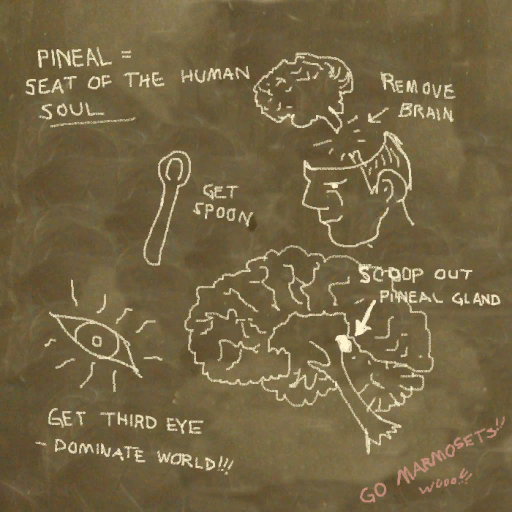 PINEAL =
SEAT OF THE HUMAN
SOUL
REMOVE
BRAIN
GET
SPOON
SCOOP OUT
PINEAL GLAND
GET THIRD EYE
- DOMINATE WORLD!!!
GO MARMOSETS!!
WOOO!!